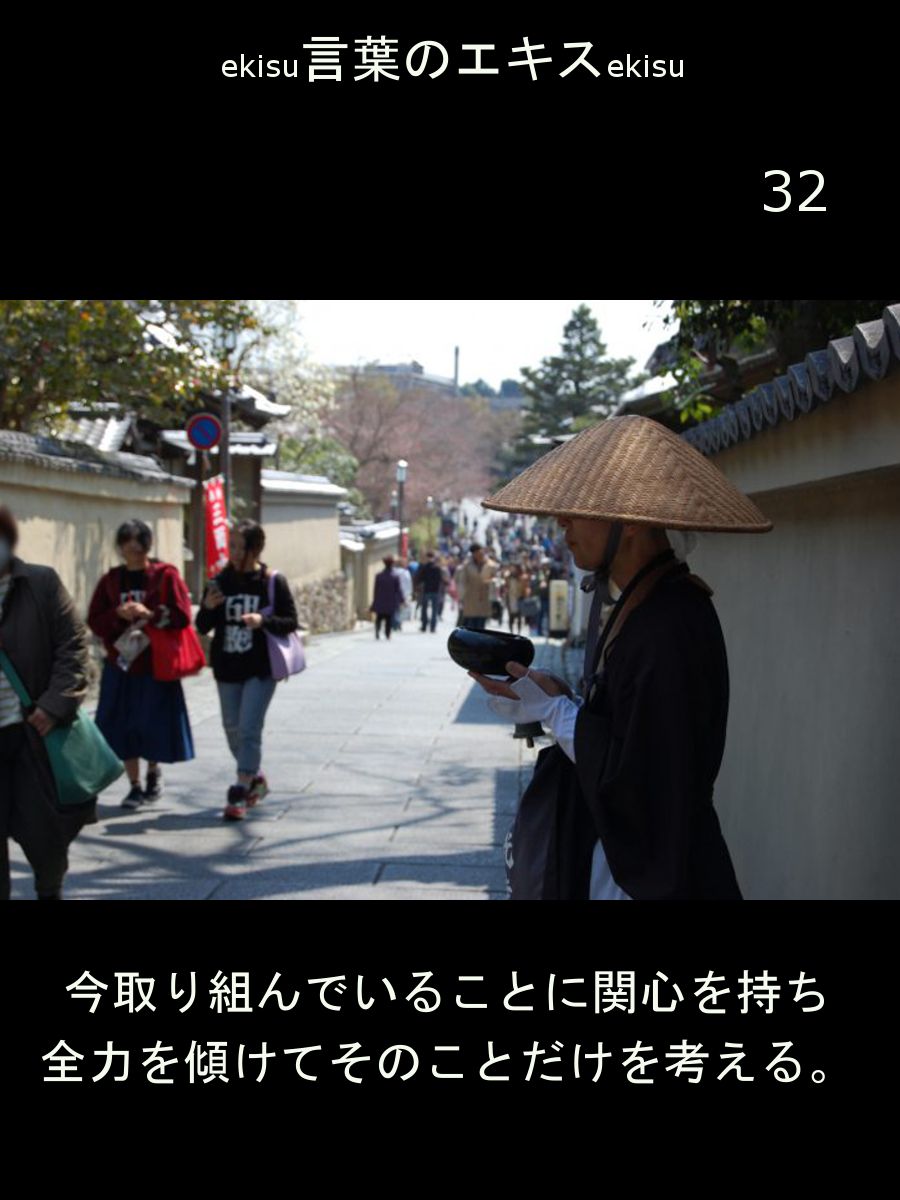 ekisu言葉のエキスekisu
32
今取り組んでいることに関心を持ち
全力を傾けてそのことだけを考える。